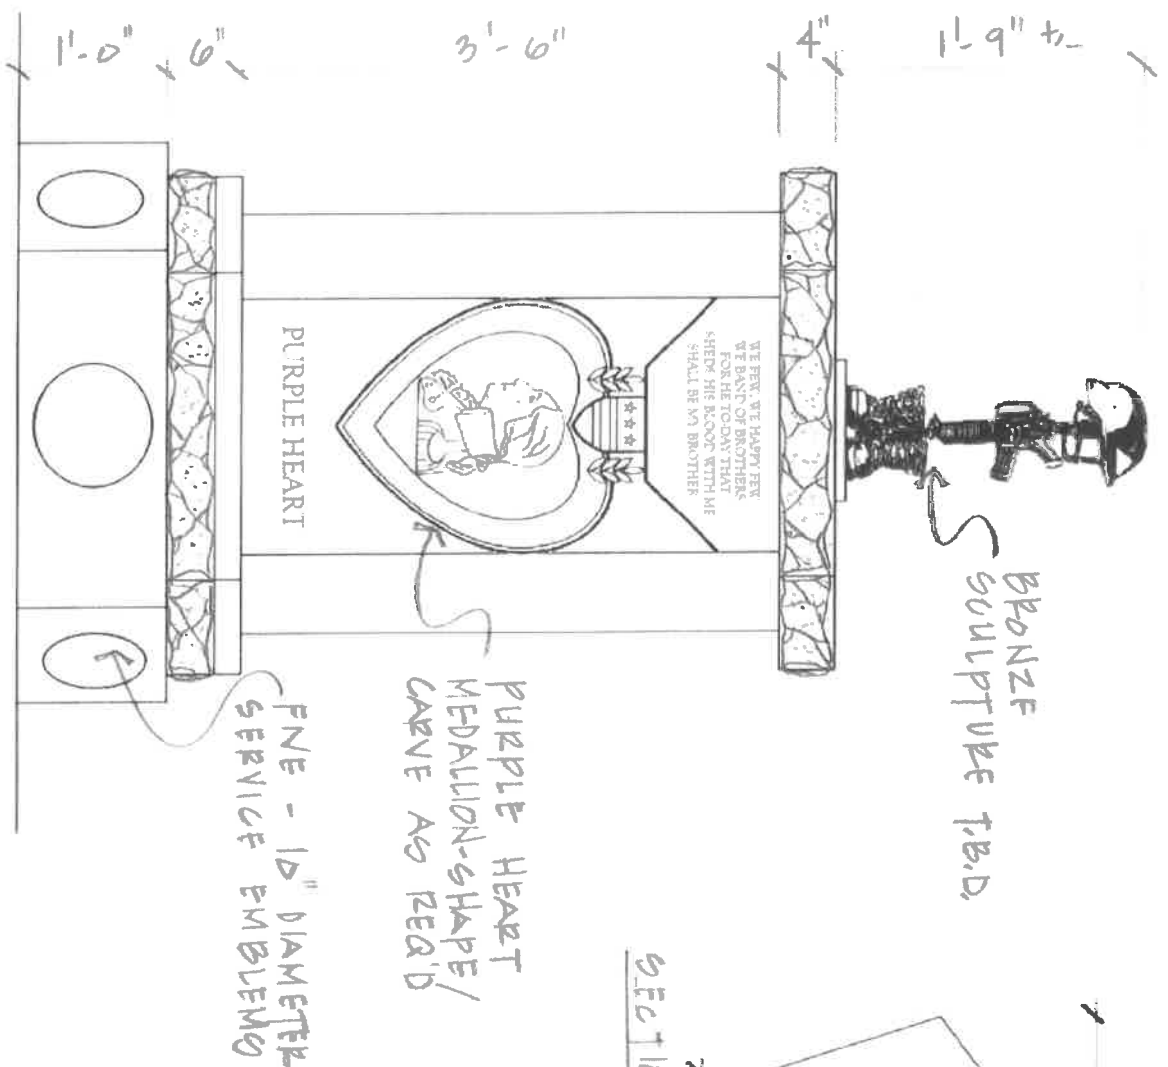 1'-0"
6"
3'-6"
4"
1'-9" +/-
BRONZE
SCULPTURE T.B.D.
WE FEW, WE HAPPY FEW
WE BAND OF BROTHERS
FOR HE TO-DAY THAT
SHEDS HIS BLOOD WITH ME
SHALL BE MY BROTHER
PURPLE HEART
MEDALLION-SHAPE/
CARVE AS REQ'D
PURPLE HEART
FIVE - 10" DIAMETER
SERVICE EMBLEMS